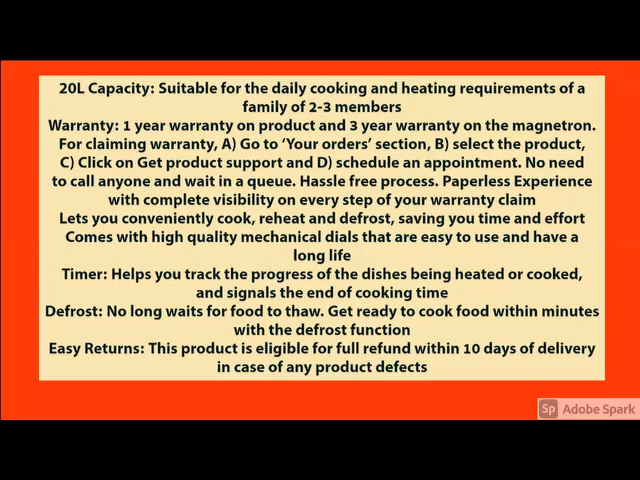 20L Capacity: Suitable for the daily cooking and heating requirements of a
family of 2-3 members
Warranty: 1 year warranty on product and 3 year warranty on the magnetron.
For claiming warranty, A) Go to ‘Your orders’ section, B) select the product,
C) Click on Get product support and D) schedule an appointment. No need
to call anyone and wait in a queue. Hassle free process. Paperless Experience
with complete visibility on every step of your warranty claim
Lets you conveniently cook, reheat and defrost, saving you time and effort
Comes with high quality mechanical dials that are easy to use and have a
long life
Timer: Helps you track the progress of the dishes being heated or cooked,
and signals the end of cooking time
Defrost: No long waits for food to thaw. Get ready to cook food within minutes
with the defrost function
Easy Returns: This product is eligible for full refund within 10 days of delivery
in case of any product defects
Sp Adobe Spark